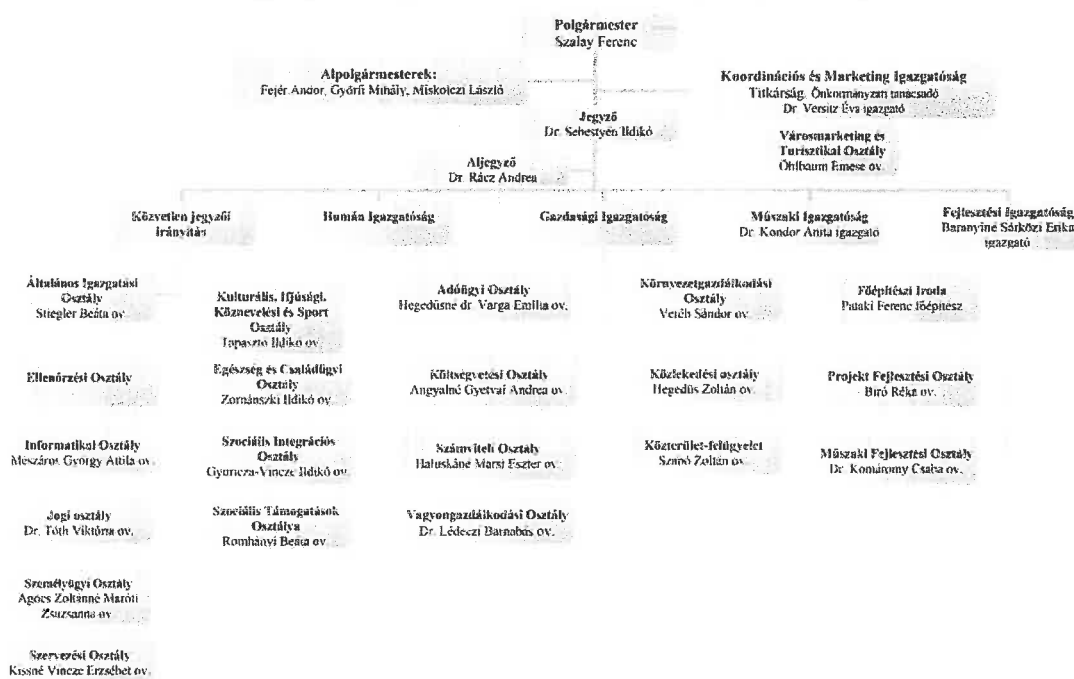 Polgármester
Szalay Ferenc
Alpolgármesterek:
Fejér Andor, Győrfi Mihály, Miskolczi László
Koordinációs és Marketing Igazgatóság
Titkárság, Önkormányzati tanácsadó
Dr. Versitz Éva igazgató
Jegyző
Dr. Sebestyén Ildikó
Városmarketing és
Turisztikai Osztály
Öhlbaum Emese ov.
Aljegyző
Dr. Rácz Andrea
Közvetlen jegyzői
irányítás
Humán Igazgatóság
Gazdasági Igazgatóság
Műszaki Igazgatóság
Dr. Kondor Anita igazgató
Fejlesztési Igazgatóság
Baranyiné Sárközi Erika
igazgató
Általános Igazgatási
Osztály
Stiegler Beáta ov.
Ellenőrzési Osztály
Informatikai Osztály
Mészáros György Attila ov.
Jogi osztály
Dr. Tóth Viktória ov.
Személyügyi Osztály
Agócs Zoltánné Maróti
Zsuzsanna ov.
Szervezési Osztály
Kissné Vincze Erzsébet ov.
Kulturális, Ifjúsági,
Köznevelési és Sport
Osztály
Tapasztó Ildikó ov.
Egészség és Családügyi
Osztály
Zománszki Ildikó ov.
Szociális Integrációs
Osztály
Gyuricza-Vincze Ildikó ov.
Szociális Támogatások
Osztálya
Romhányi Beáta ov.
Adóügyi Osztály
Hegedűsné dr. Varga Emília ov.
Költségvetési Osztály
Angyalné Gyetvai Andrea ov.
Számviteli Osztály
Haluskáné Marsi Eszter ov.
Vagyongazdálkodási Osztály
Dr. Lédeczi Barnabás ov.
Környezetgazdálkodási
Osztály
Veréb Sándor ov.
Közlekedési osztály
Hegedűs Zoltán ov.
Közterület-felügyelet
Szabó Zoltán ov.
Főépítészi Iroda
Pataki Ferenc főépítész
Projekt Fejlesztési Osztály
Bíró Réka ov.
Műszaki Fejlesztési Osztály
Dr. Komáromy Csaba ov.